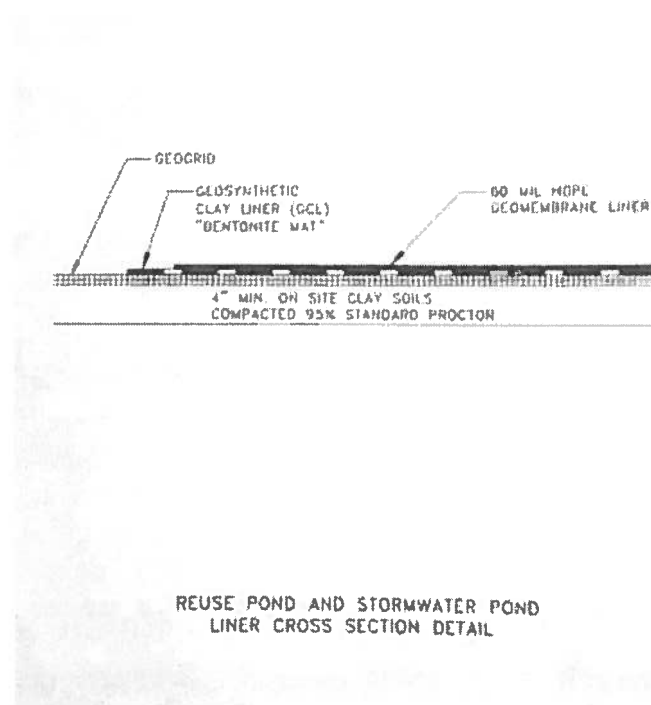 GEOGRID
GEOSYNTHETIC
CLAY LINER (GCL)
"BENTONITE MAT"
60 MIL HDPE
GEOMEMBRANE LINER
4" MIN. ON SITE CLAY SOILS
COMPACTED 95% STANDARD PROCTOR
REUSE POND AND STORMWATER POND
LINER CROSS SECTION DETAIL